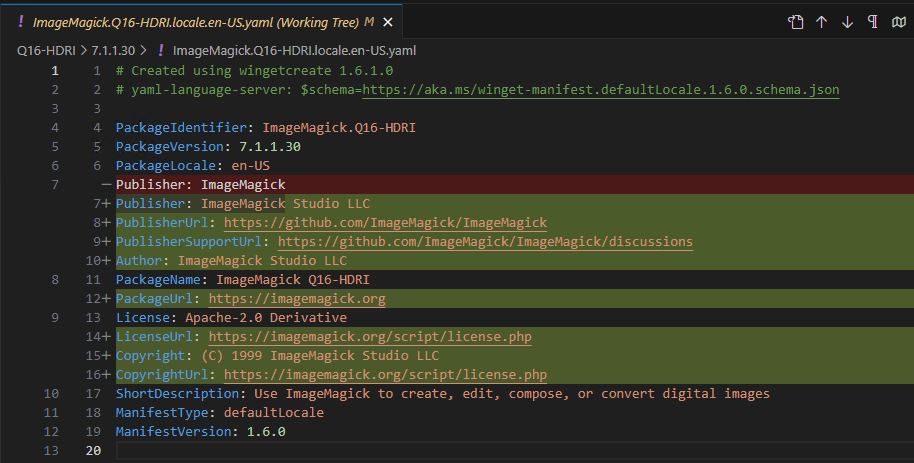 ! ImageMagick.Q16-HDRI.locale.en-US.yaml (Working Tree) M ×
Q16-HDRI > 7.1.1.30 > ! ImageMagick.Q16-HDRI.locale.en-US.yaml
1 1 # Created using wingetcreate 1.6.1.0
2 2 # yaml-language-server: $schema=https://aka.ms/winget-manifest.defaultLocale.1.6.0.schema.json
3 3
4 4 PackageIdentifier: ImageMagick.Q16-HDRI
5 5 PackageVersion: 7.1.1.30
6 6 PackageLocale: en-US
7 — Publisher: ImageMagick
7+ Publisher: ImageMagick Studio LLC
8+ PublisherUrl: https://github.com/ImageMagick/ImageMagick
9+ PublisherSupportUrl: https://github.com/ImageMagick/ImageMagick/discussions
10+ Author: ImageMagick Studio LLC
8 11 PackageName: ImageMagick Q16-HDRI
12+ PackageUrl: https://imagemagick.org
9 13 License: Apache-2.0 Derivative
14+ LicenseUrl: https://imagemagick.org/script/license.php
15+ Copyright: (C) 1999 ImageMagick Studio LLC
16+ CopyrightUrl: https://imagemagick.org/script/license.php
10 17 ShortDescription: Use ImageMagick to create, edit, compose, or convert digital images
11 18 ManifestType: defaultLocale
12 19 ManifestVersion: 1.6.0
13 20